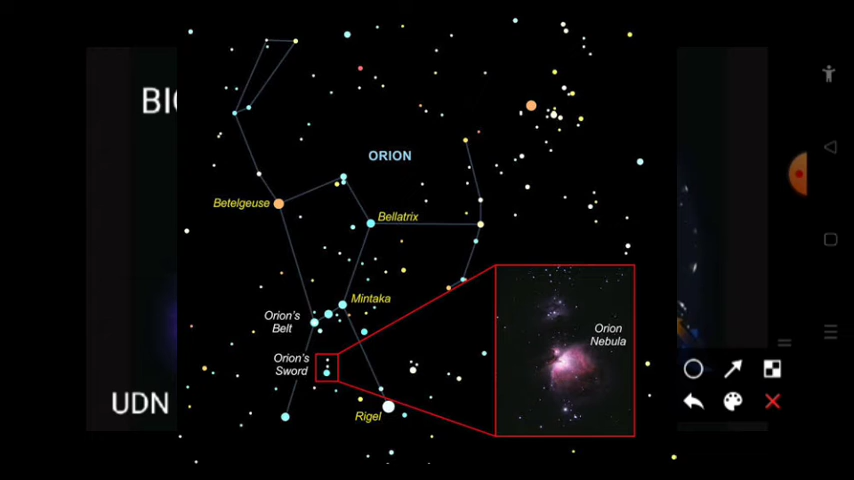 BI
ORION
Betelgeuse
Bellatrix
Mintaka
Orion's
Belt
Orion
Nebula
Orion's
Sword
UDN
Rigel